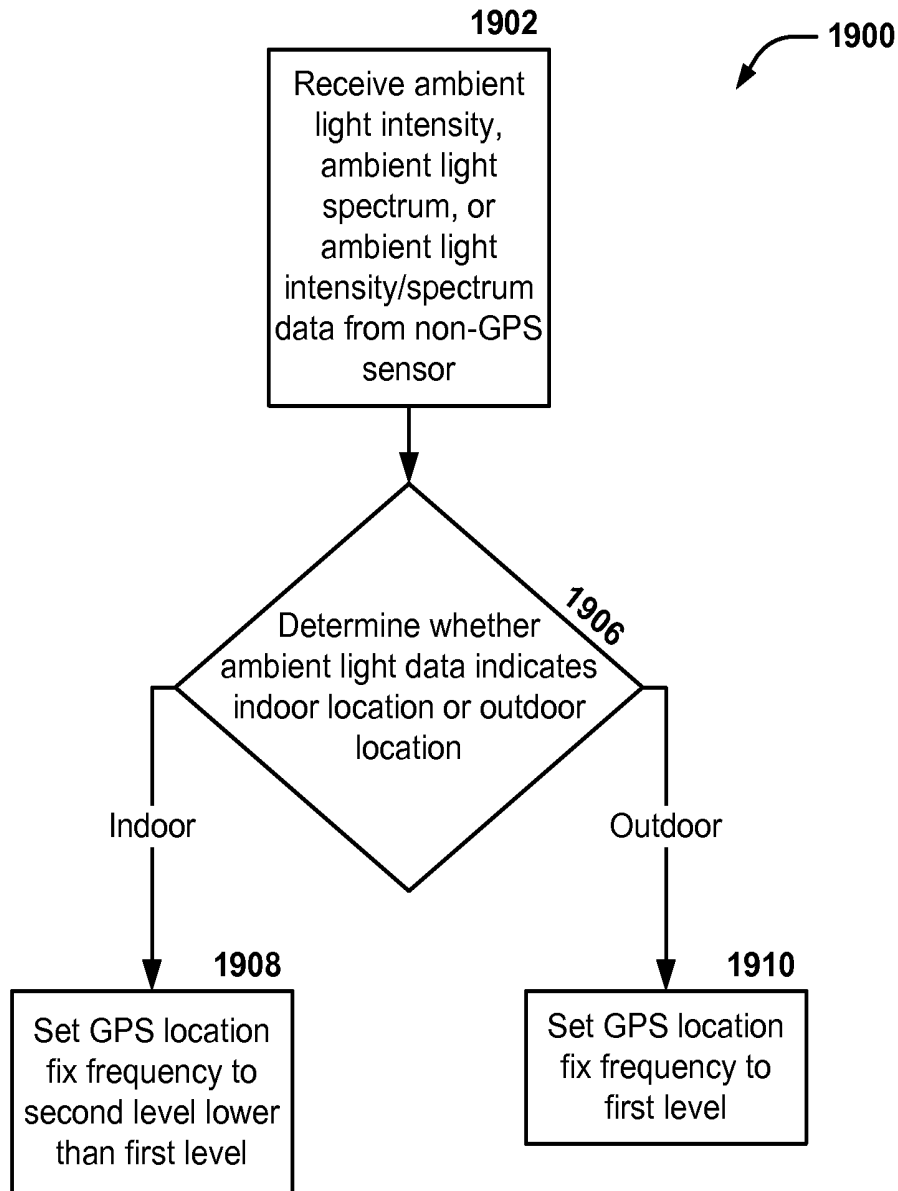 1902
1900
Receive ambient
light intensity,
ambient light
spectrum, or
ambient light
intensity/spectrum
data from non-GPS
sensor
1906
Determine whether
ambient light data indicates
indoor location or outdoor
location
Indoor
Outdoor
1908
Set GPS location
fix frequency to
second level lower
than first level
1910
Set GPS location
fix frequency to
first level